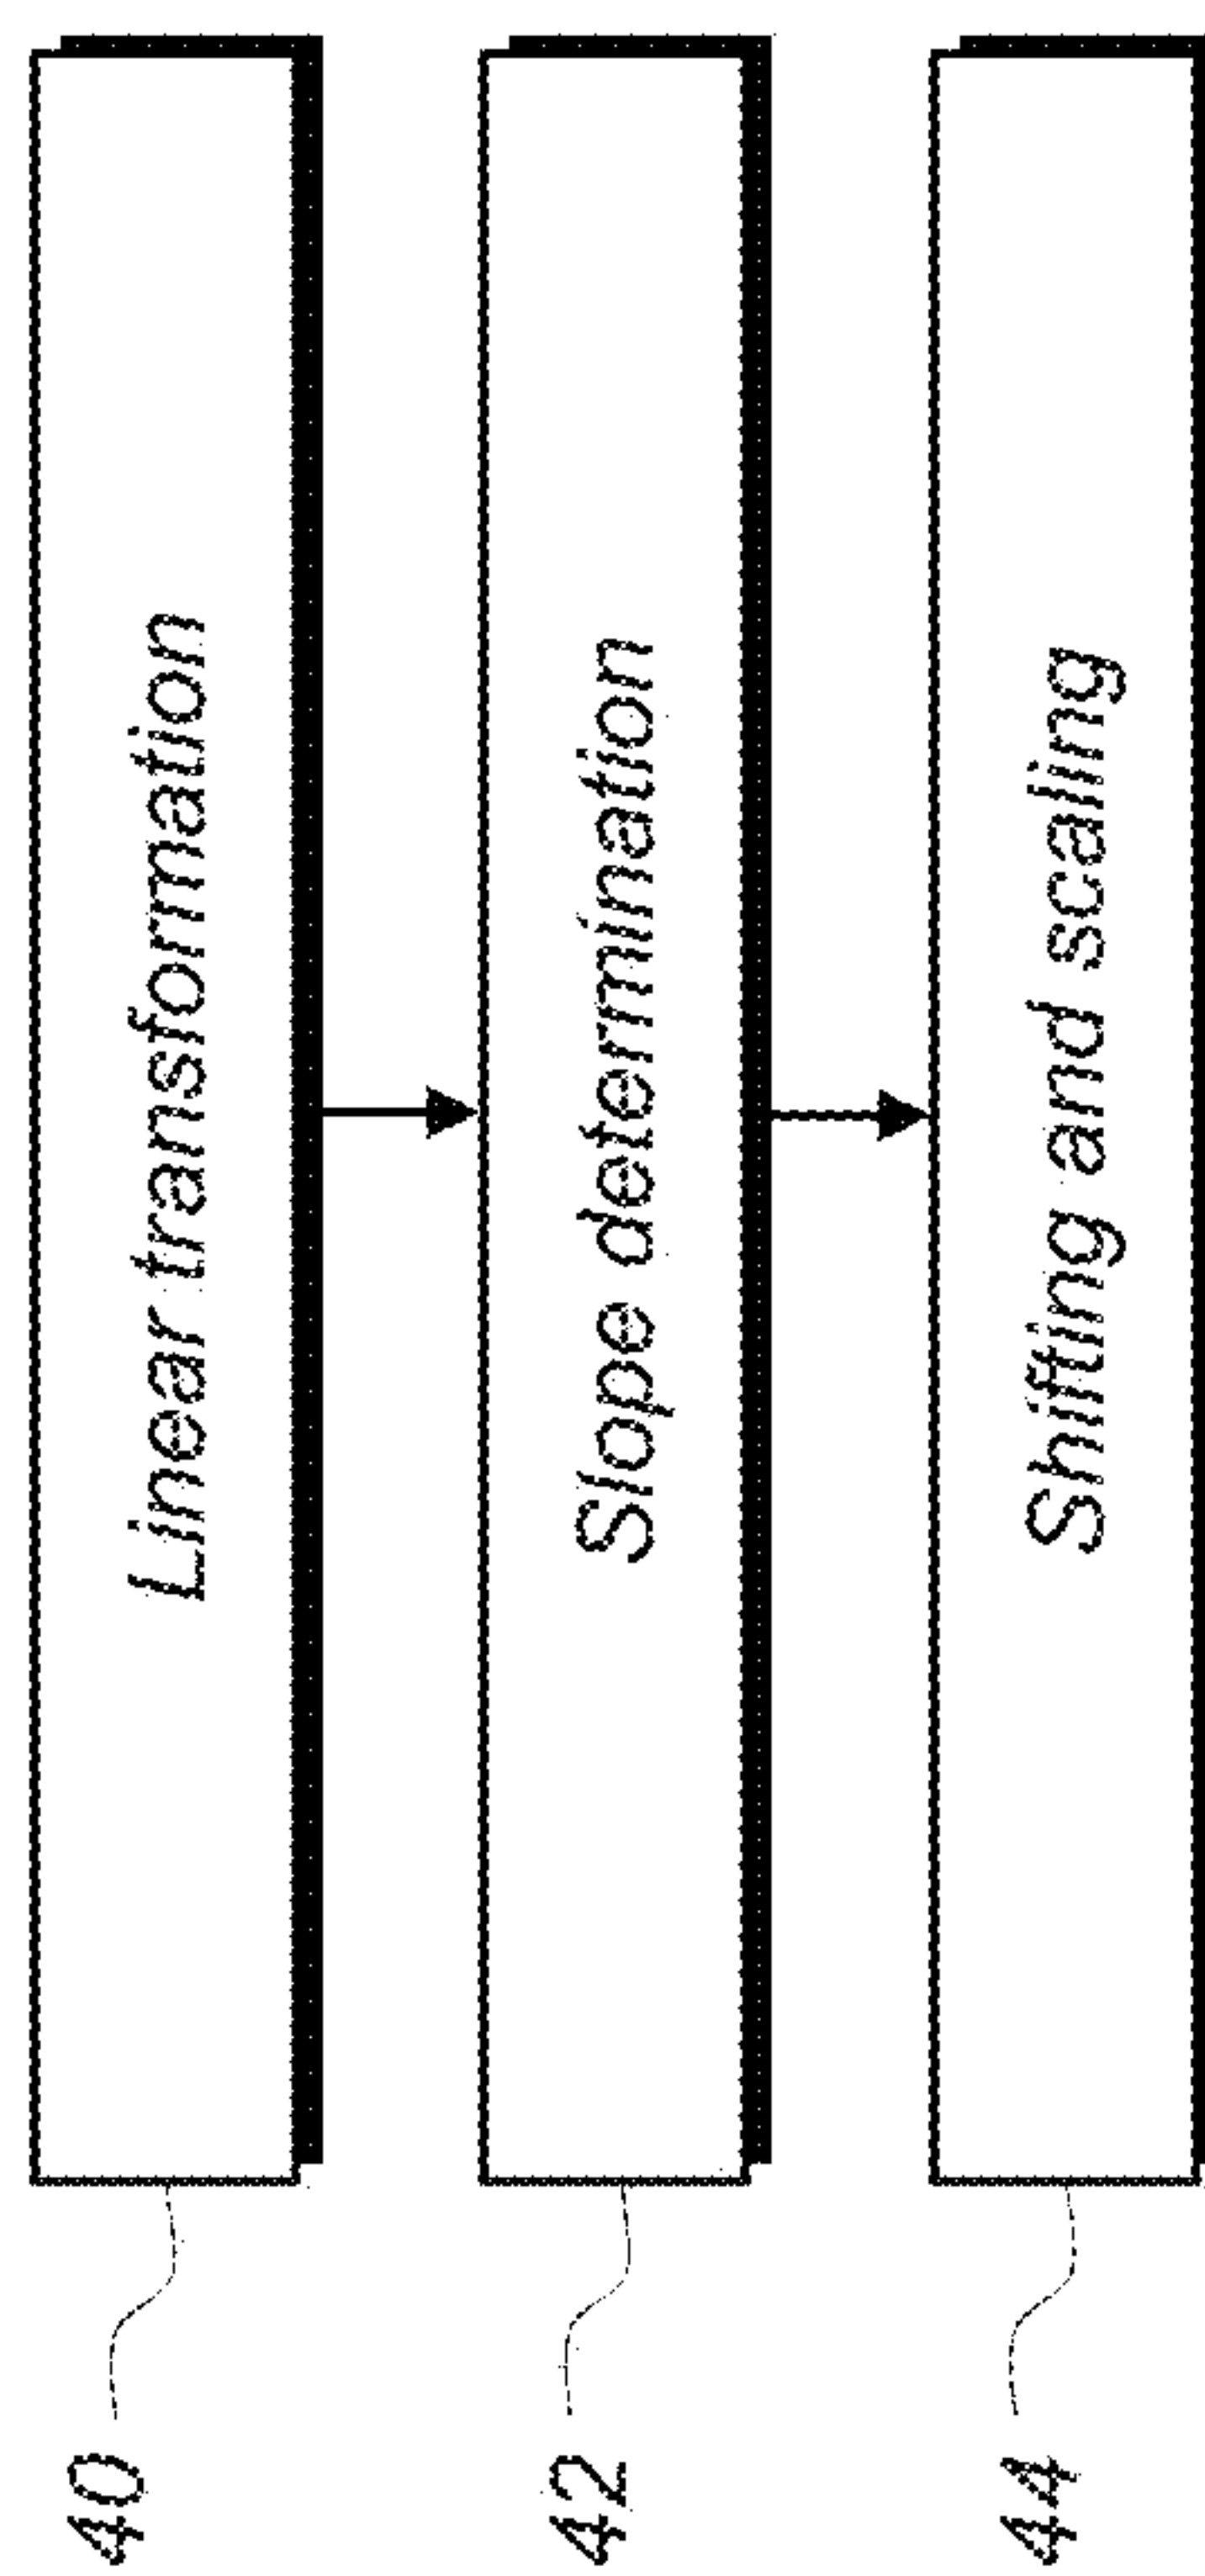 40
Linear transformation
42
Slope determination
44
Shifting and scaling